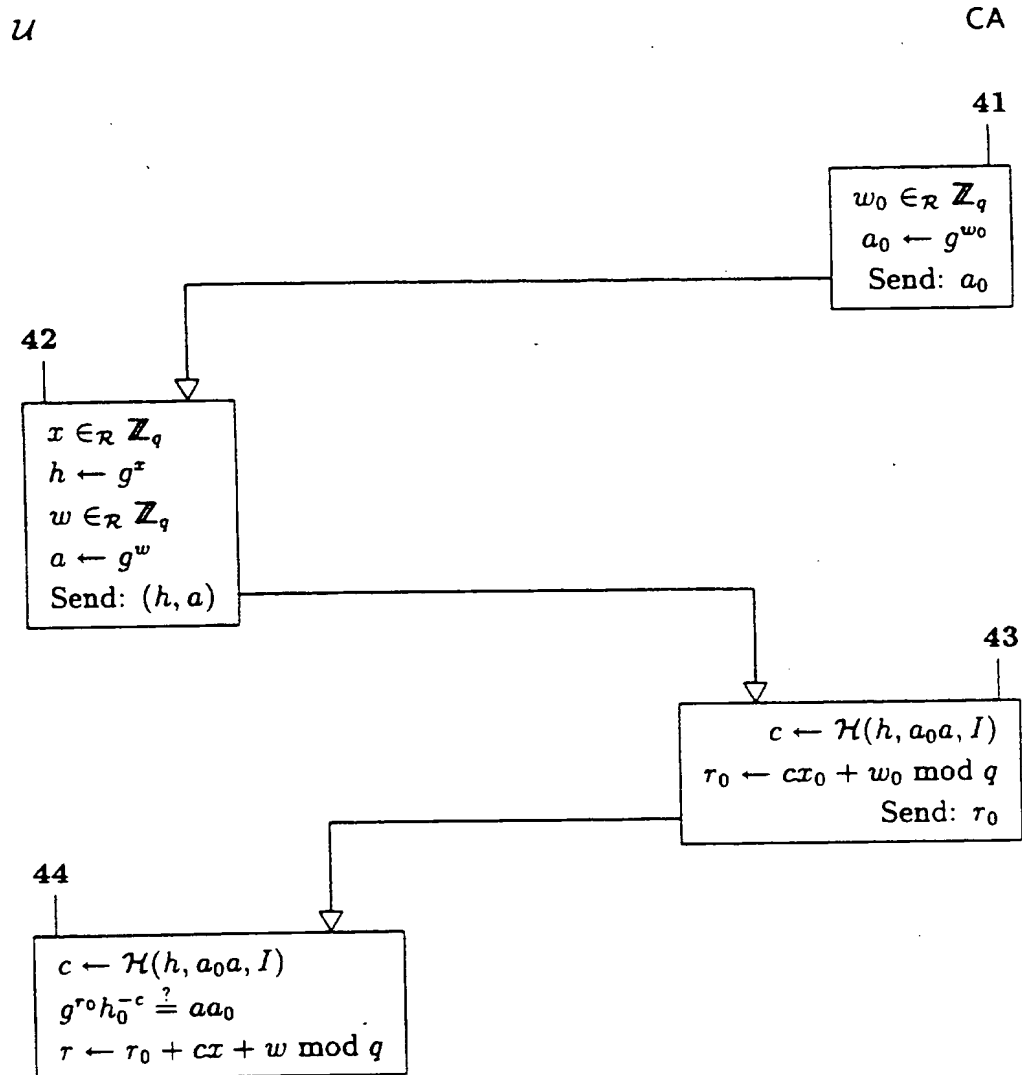 𝒰
CA
41
w₀ ∈_ℛ ℤ_q
a₀ ← g^{w₀}
Send: a₀
42
x ∈_ℛ ℤ_q
h ← g^x
w ∈_ℛ ℤ_q
a ← g^w
Send: (h, a)
43
c ← ℋ(h, a₀a, I)
r₀ ← cx₀ + w₀ mod q
Send: r₀
44
c ← ℋ(h, a₀a, I)
g^{r₀}h₀^{-c} ≟ aa₀
r ← r₀ + cx + w mod q